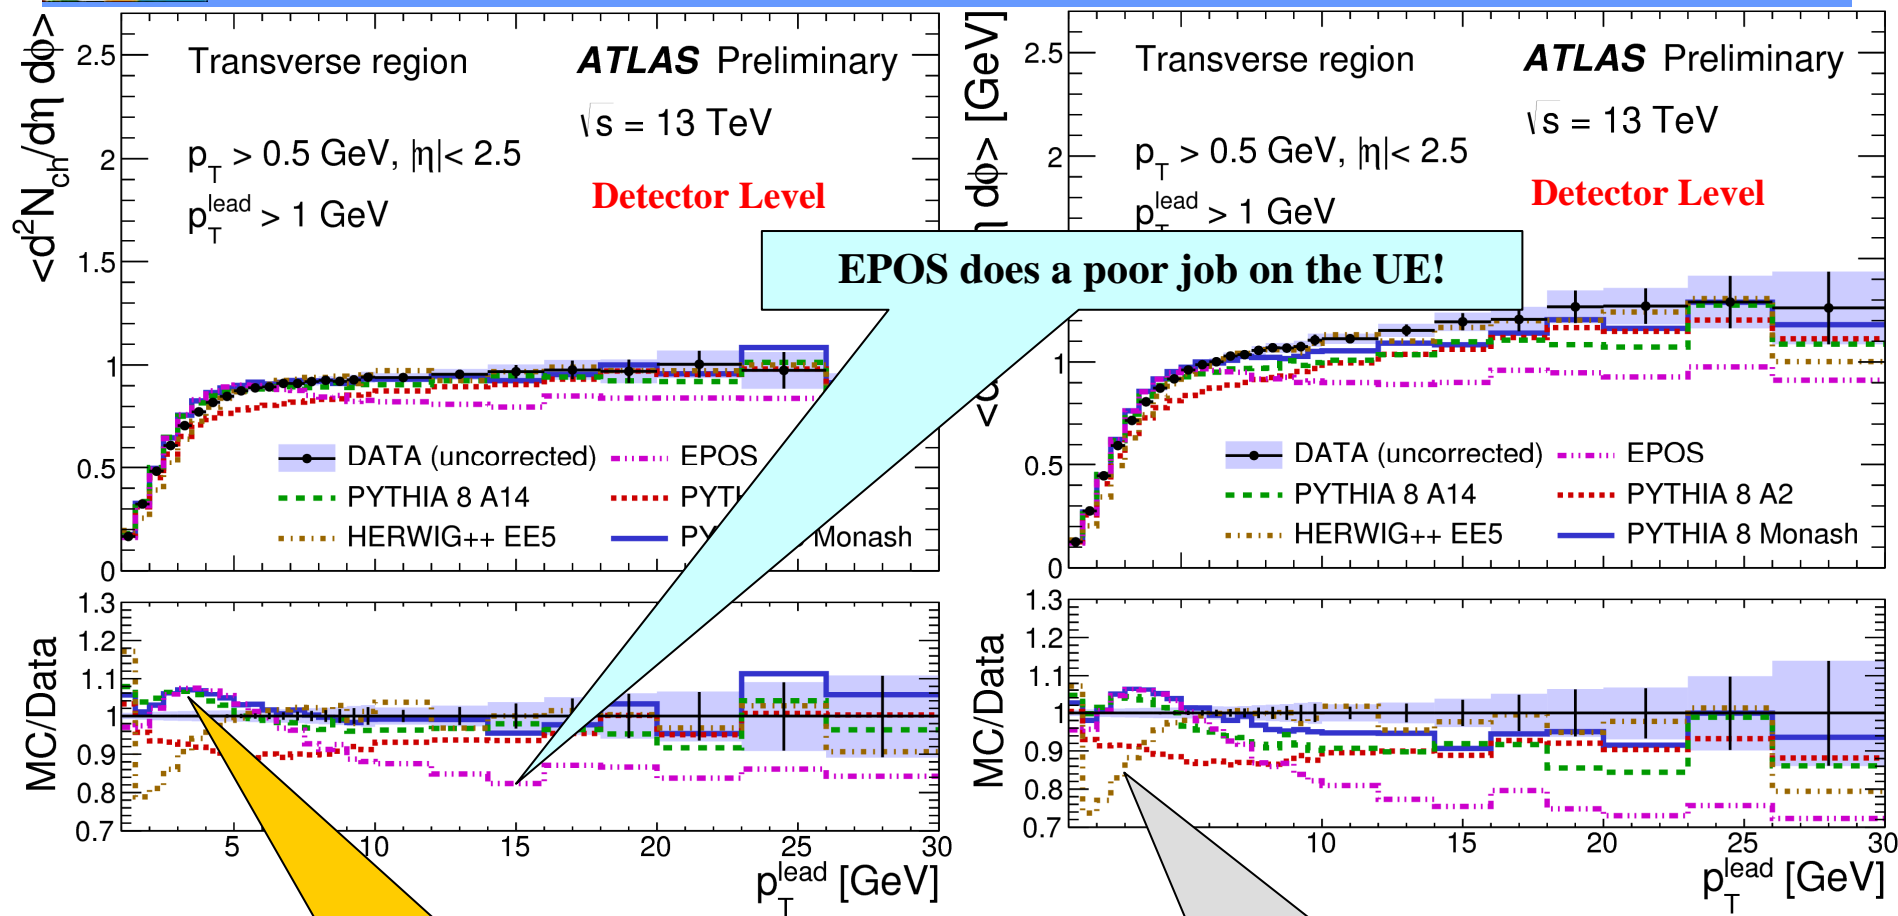 <d²N_ch/dη dϕ>
2.5
2
1.5
1
0.5
0
Transverse region
ATLAS Preliminary
√s = 13 TeV
p_T > 0.5 GeV, |η|< 2.5
Detector Level
p_T^lead > 1 GeV
DATA (uncorrected)
EPOS
PYTHIA 8 A14
HERWIG++ EE5
Monash
MC/Data
1.3
1.2
1.1
1
0.9
0.8
0.7
5
10
15
20
25
30
p_T^lead [GeV]
EPOS does a poor job on the UE!
η dϕ> [GeV]
2.5
2
1
0.5
0
Transverse region
ATLAS Preliminary
√s = 13 TeV
p_T > 0.5 GeV, |η|< 2.5
Detector Level
p_T^lead > 1 GeV
DATA (uncorrected)
EPOS
PYTHIA 8 A14
PYTHIA 8 A2
HERWIG++ EE5
PYTHIA 8 Monash
MC/Data
1.3
1.2
1.1
1
0.9
0.8
0.7
10
15
20
25
30
p_T^lead [GeV]